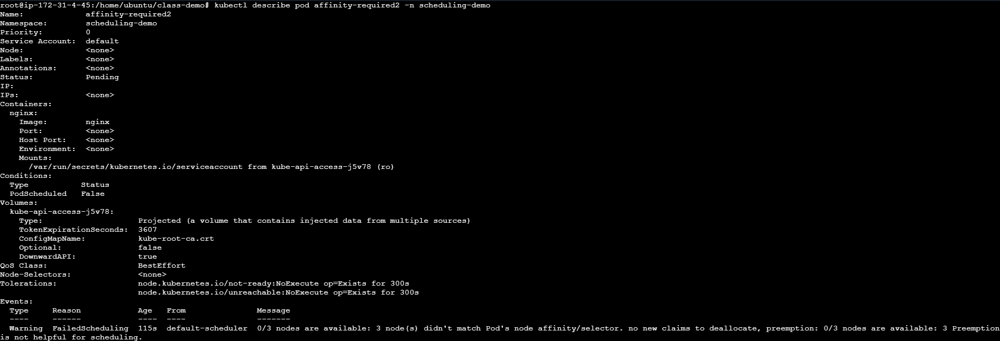 root@ip-172-31-4-45:/home/ubuntu/class-demo# kubectl describe pod affinity-required2 -n scheduling-demo
Name:             affinity-required2
Namespace:        scheduling-demo
Priority:         0
Service Account:  default
Node:             <none>
Labels:           <none>
Annotations:      <none>
Status:           Pending
IP:
IPs:              <none>
Containers:
  nginx:
    Image:        nginx
    Port:         <none>
    Host Port:    <none>
    Environment:  <none>
    Mounts:
      /var/run/secrets/kubernetes.io/serviceaccount from kube-api-access-j5v78 (ro)
Conditions:
  Type           Status
  PodScheduled   False
Volumes:
  kube-api-access-j5v78:
    Type:                    Projected (a volume that contains injected data from multiple sources)
    TokenExpirationSeconds:  3607
    ConfigMapName:           kube-root-ca.crt
    Optional:                false
    DownwardAPI:             true
QoS Class:                   BestEffort
Node-Selectors:              <none>
Tolerations:                 node.kubernetes.io/not-ready:NoExecute op=Exists for 300s
                             node.kubernetes.io/unreachable:NoExecute op=Exists for 300s
Events:
  Type     Reason            Age   From               Message
  ----     ------            ----  ----               -------
  Warning  FailedScheduling  115s  default-scheduler  0/3 nodes are available: 3 node(s) didn't match Pod's node affinity/selector. no new claims to deallocate, preemption: 0/3 nodes are available: 3 Preemption
is not helpful for scheduling.